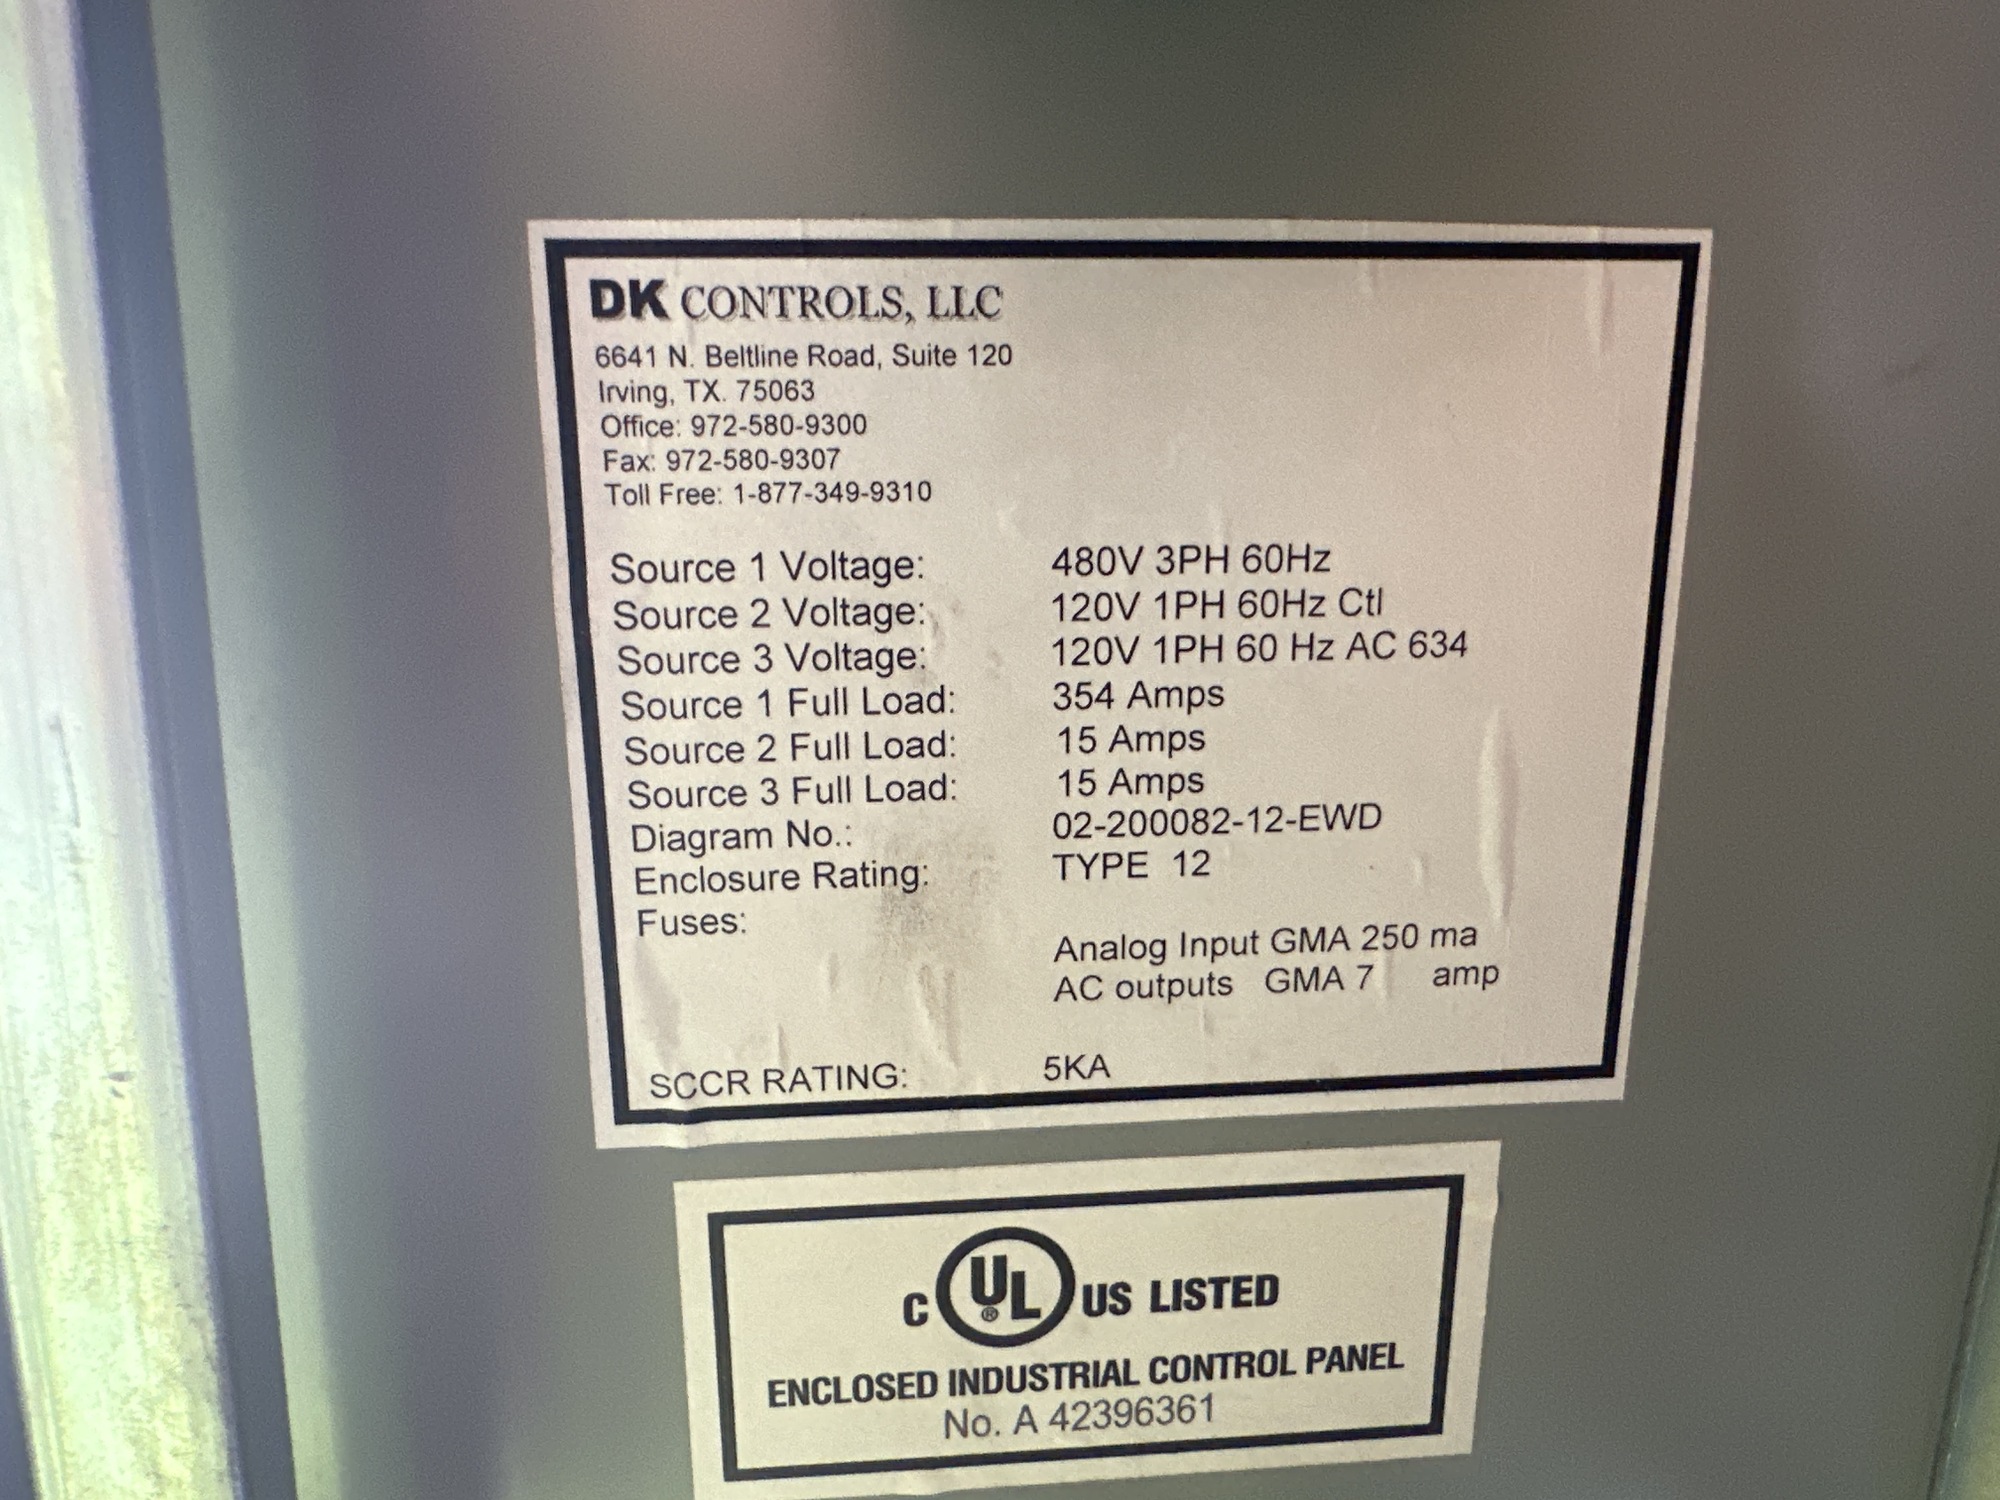 DK CONTROLS, LLC
6641 N. Beltline Road, Suite 120
Irving, TX. 75063
Office: 972-580-9300
Fax: 972-580-9307
Toll Free: 1-877-349-9310
Source 1 Voltage: 480V 3PH 60Hz
Source 2 Voltage: 120V 1PH 60Hz Ctl
Source 3 Voltage: 120V 1PH 60 Hz AC 634
Source 1 Full Load: 354 Amps
Source 2 Full Load: 15 Amps
Source 3 Full Load: 15 Amps
Diagram No.: 02-200082-12-EWD
Enclosure Rating: TYPE 12
Fuses:
Analog Input GMA 250 ma
AC outputs GMA 7 amp
SCCR RATING: 5KA
C UL ® US LISTED
ENCLOSED INDUSTRIAL CONTROL PANEL
No. A 42396361